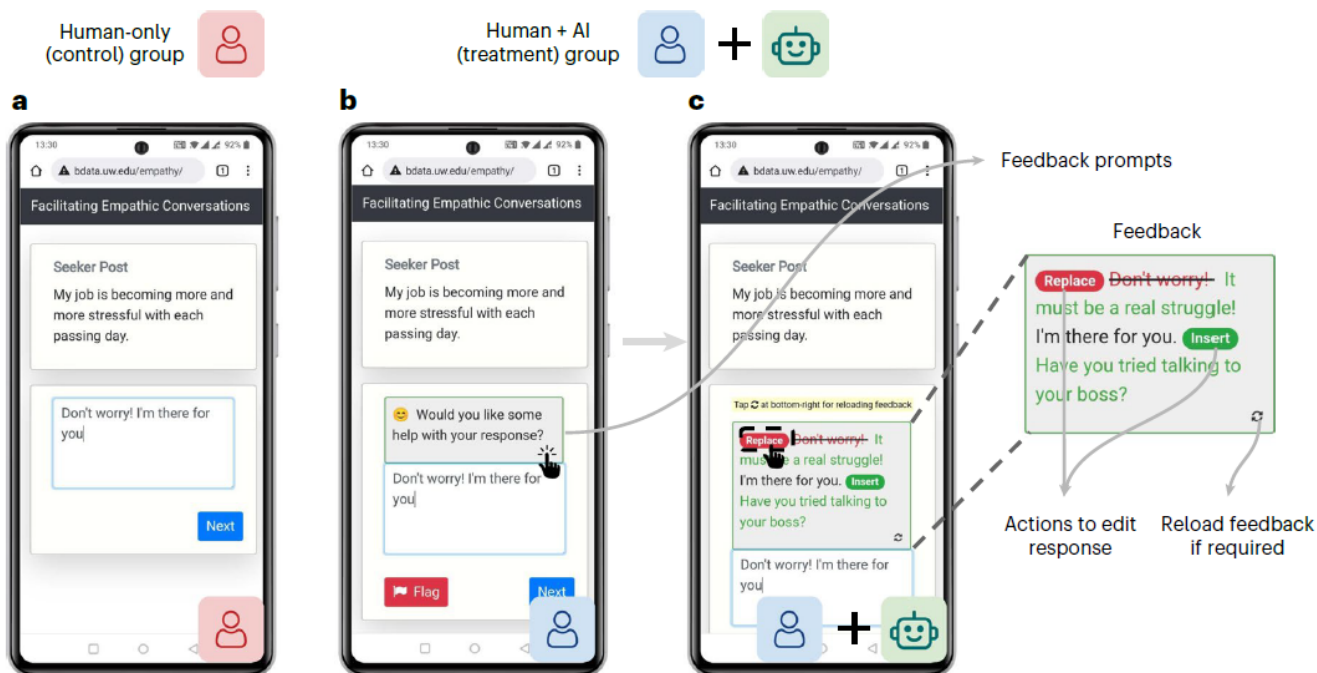 Human-only
(control) group
Human + AI
(treatment) group
+
a
b
c
13:30
92%
bdata.uw.edu/empathy/
1
Facilitating Empathic Conversations
Seeker Post
My job is becoming more and
more stressful with each
passing day.
Don't worry! I'm there for
you
Next
13:30
92%
bdata.uw.edu/empathy/
1
Facilitating Empathic Conversations
Seeker Post
My job is becoming more and
more stressful with each
passing day.
😊 Would you like some
help with your response?
Don't worry! I'm there for
you
Flag
Next
13:30
92%
bdata.uw.edu/empathy/
1
Facilitating Empathic Conversations
Seeker Post
My job is becoming more and
more stressful with each
passing day.
Tap at bottom-right for reloading feedback
Replace Don't worry! It
must be a real struggle!
I'm there for you. Insert
Have you tried talking to
your boss?
Don't worry! I'm there for
you
+
Feedback prompts
Feedback
Replace Don't worry! It
must be a real struggle!
I'm there for you. Insert
Have you tried talking to
your boss?
Actions to edit
response
Reload feedback
if required